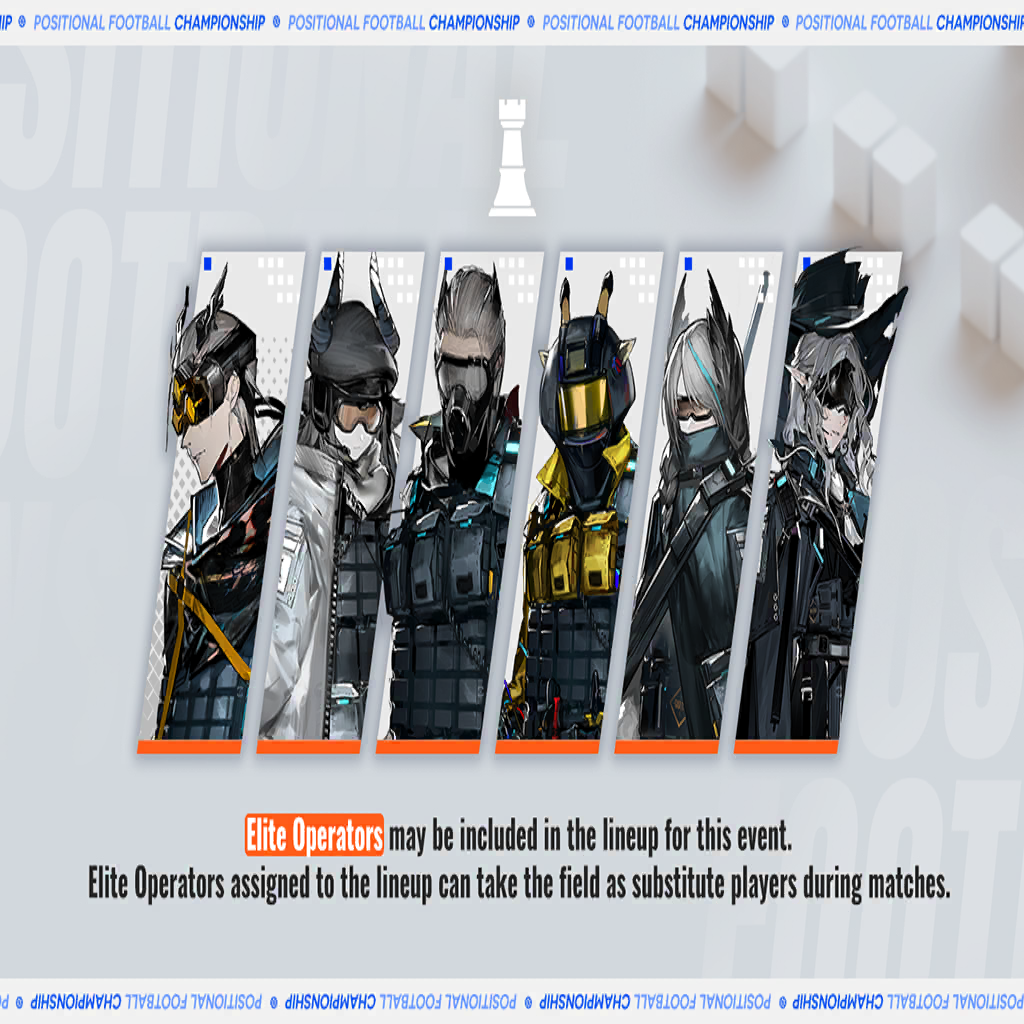 IP POSITIONAL FOOTBALL CHAMPIONSHIP POSITIONAL FOOTBALL CHAMPIONSHIP POSITIONAL FOOTBALL CHAMPIONSHIP POSITIONAL FOOTBALL CHAMPIONSHIP
Elite Operators may be included in the lineup for this event.
Elite Operators assigned to the lineup can take the field as substitute players during matches.
POSITIONAL FOOTBALL CHAMPIONSHIP POSITIONAL FOOTBALL CHAMPIONSHIP POSITIONAL FOOTBALL CHAMPIONSHIP POSITIONAL FOOTBALL CHAMPIONSHIP PO